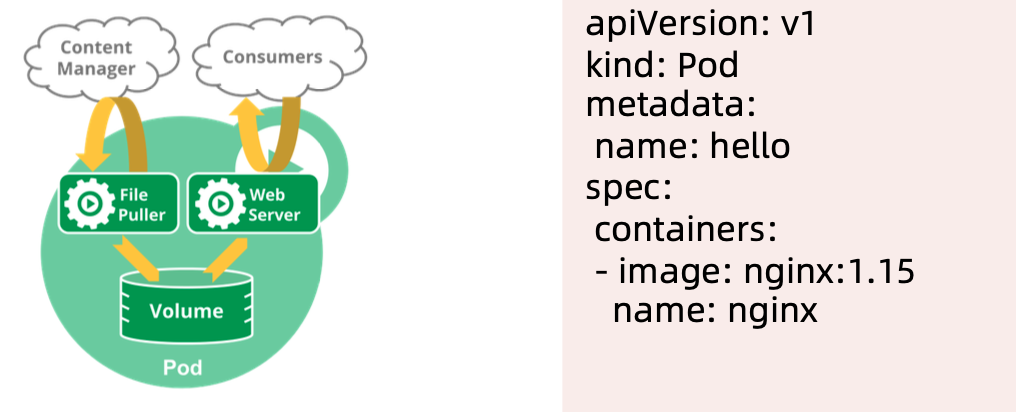 Content
Manager
Consumers
File
Puller
Web
Server
Volume
Pod
apiVersion: v1
kind: Pod
metadata:
 name: hello
spec:
 containers:
 - image: nginx:1.15
   name: nginx